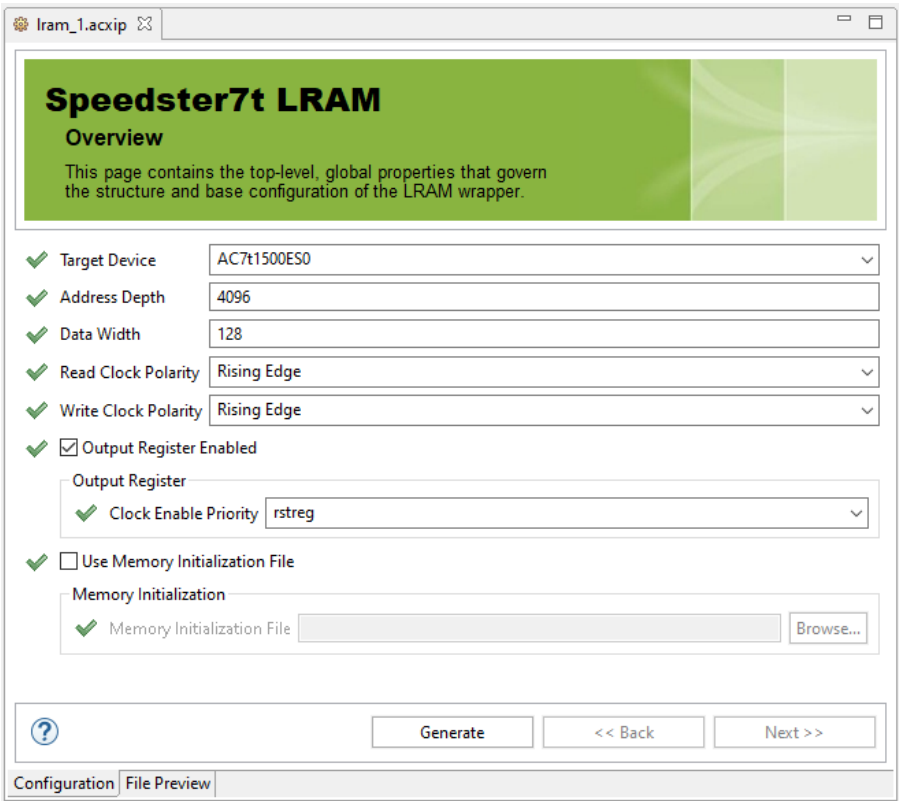 lram_1.acxip
Speedster7t LRAM
Overview
This page contains the top-level, global properties that govern
the structure and base configuration of the LRAM wrapper.
Target Device AC7t1500ES0
Address Depth 4096
Data Width 128
Read Clock Polarity Rising Edge
Write Clock Polarity Rising Edge
Output Register Enabled
Output Register
Clock Enable Priority rstreg
Use Memory Initialization File
Memory Initialization
Memory Initialization File Browse...
? Generate << Back Next >>
Configuration File Preview